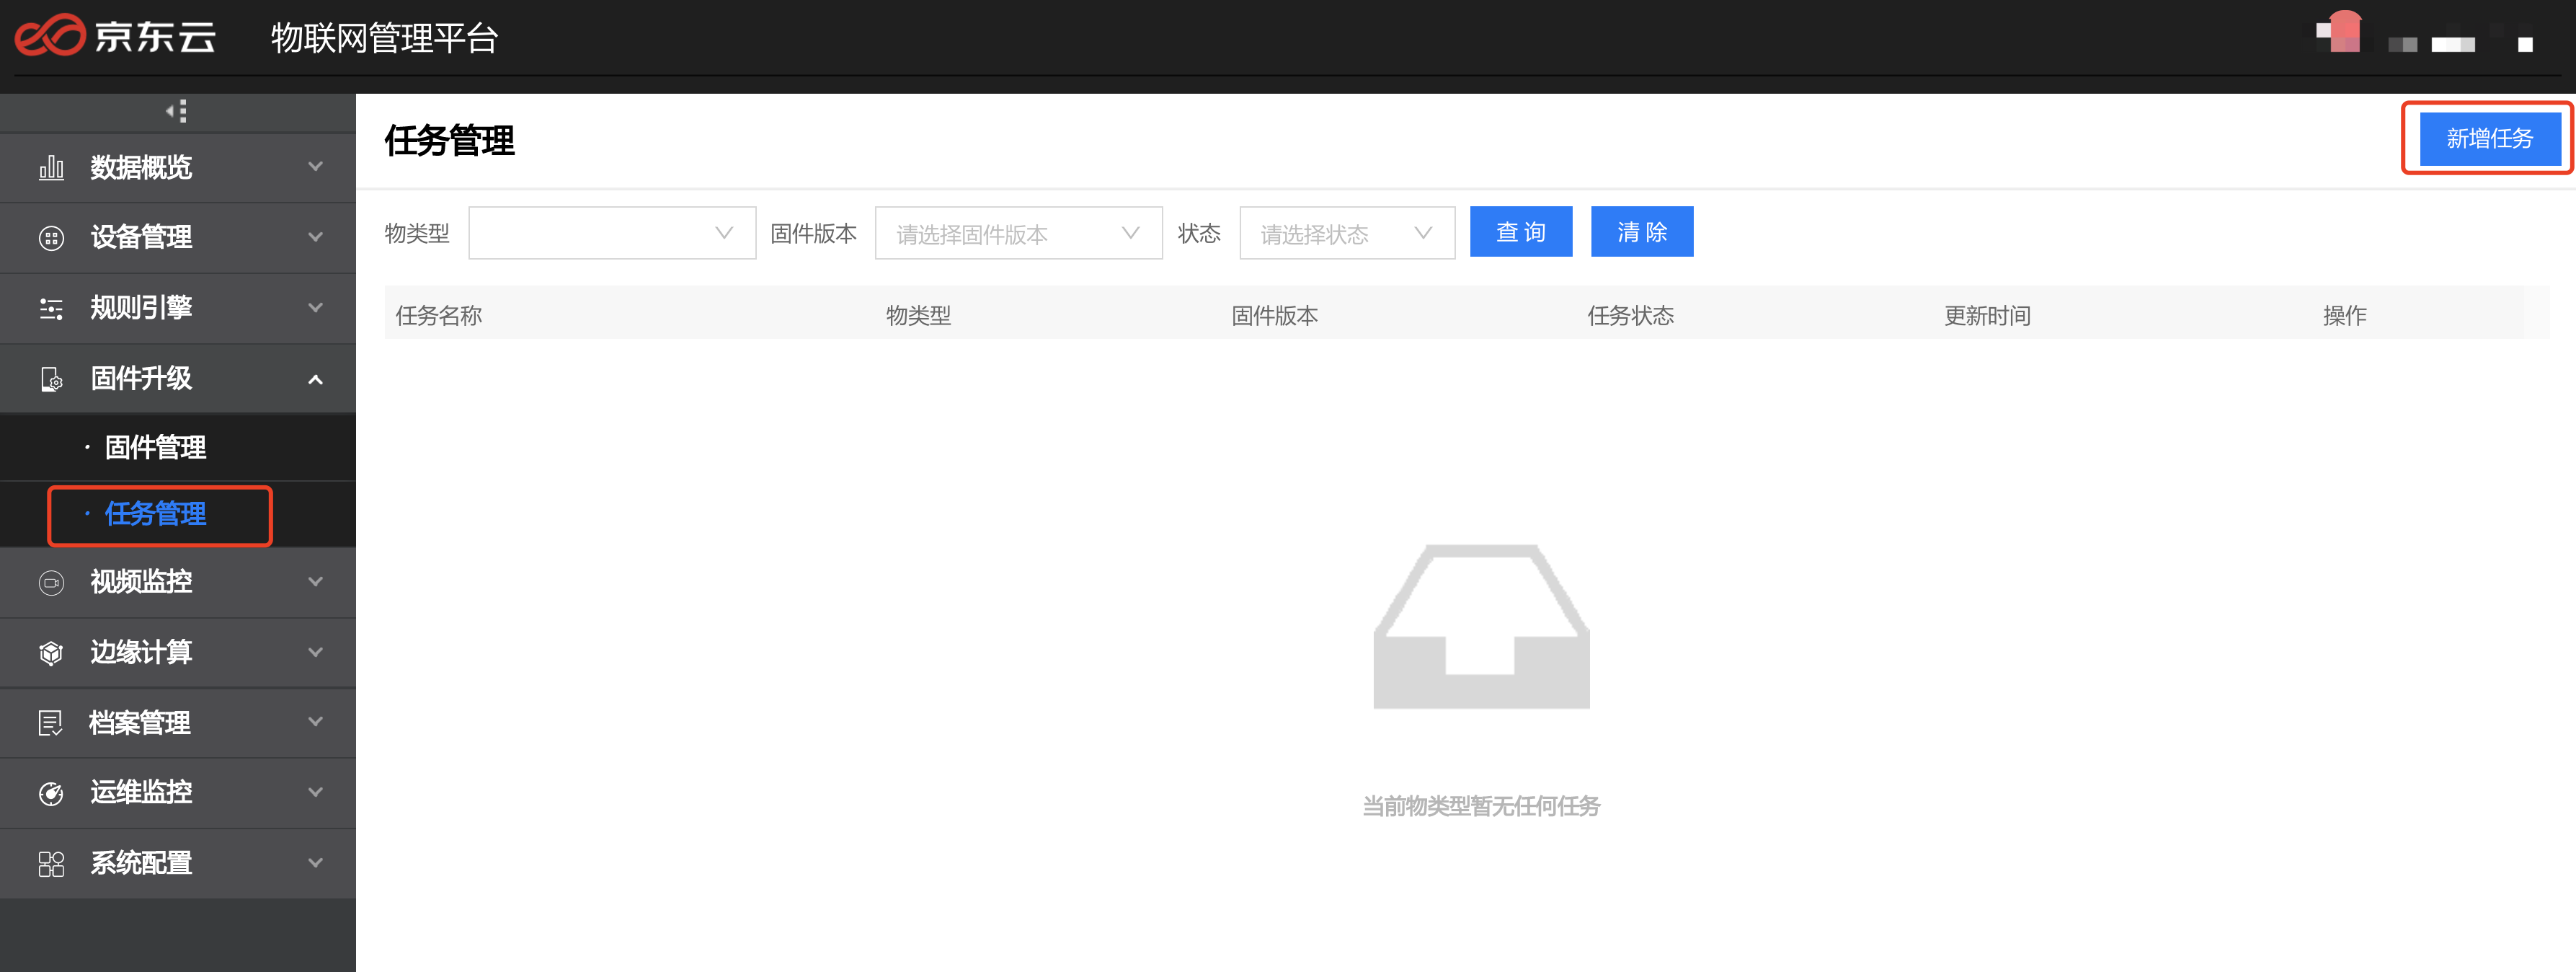 京东云 物联网管理平台
数据概览
设备管理
规则引擎
固件升级
· 固件管理
· 任务管理
视频监控
边缘计算
档案管理
运维监控
系统配置
任务管理 新增任务
物类型 固件版本 请选择固件版本 状态 请选择状态 查 询 清 除
任务名称 物类型 固件版本 任务状态 更新时间 操作
当前物类型暂无任何任务